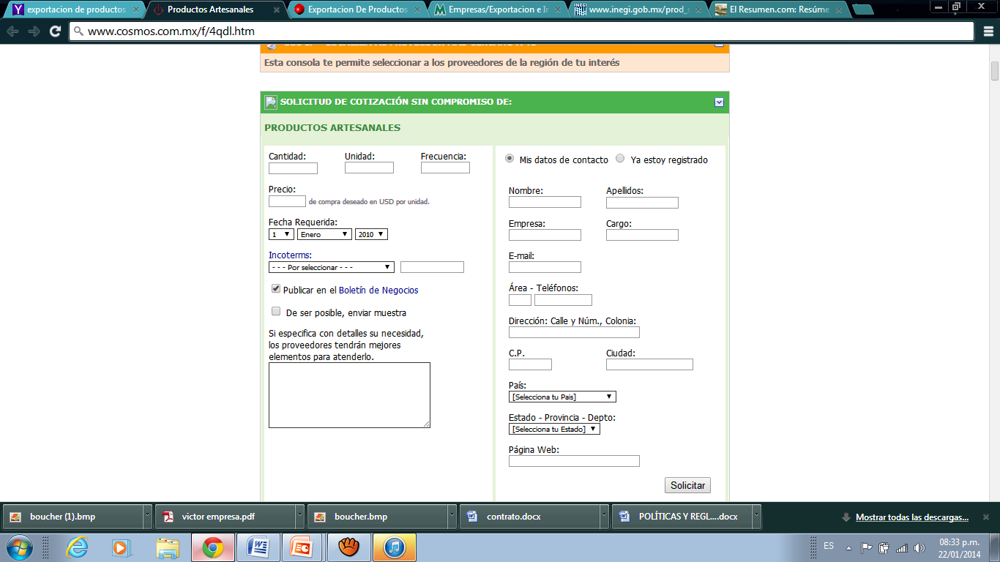 exportacion de productos
Productos Artesanales
Exportacion De Productos
Empresas/Exportacion e Ir
www.inegi.gob.mx/prod_s
El Resumen.com: Resúme
www.cosmos.com.mx/f/4qdl.htm
Esta consola te permite seleccionar a los proveedores de la región de tu interés
SOLICITUD DE COTIZACIÓN SIN COMPROMISO DE:
PRODUCTOS ARTESANALES
Cantidad: Unidad: Frecuencia:
Precio:
de compra deseado en USD por unidad.
Fecha Requerida:
1 Enero 2010
Incoterms:
- - - Por seleccionar - - -
Publicar en el Boletín de Negocios
De ser posible, enviar muestra
Si especifica con detalles su necesidad,
los proveedores tendrán mejores
elementos para atenderlo.
Mis datos de contacto Ya estoy registrado
Nombre: Apellidos:
Empresa: Cargo:
E-mail:
Área - Teléfonos:
Dirección: Calle y Núm., Colonia:
C.P. Ciudad:
País:
[Selecciona tu Pais]
Estado - Provincia - Depto:
[Selecciona tu Estado]
Página Web:
Solicitar
boucher (1).bmp
victor empresa.pdf
boucher.bmp
contrato.docx
POLÍTICAS Y REGL....docx
Mostrar todas las descargas...
ES
08:33 p.m.
22/01/2014